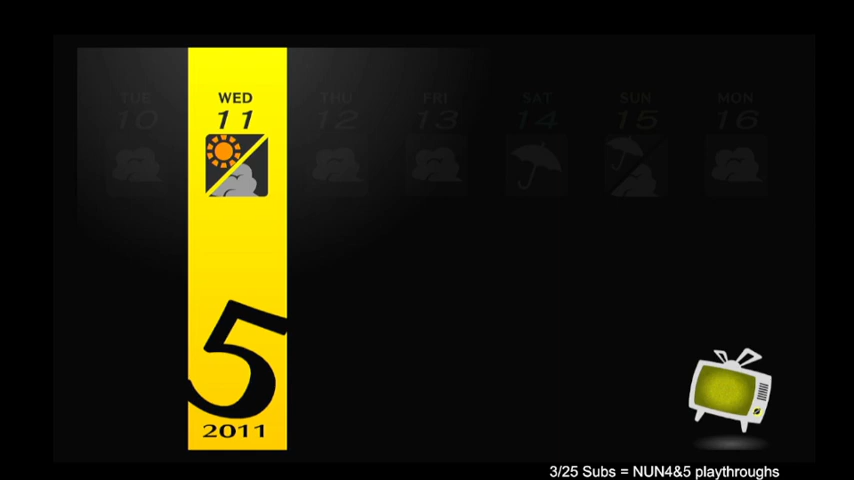 TUE WED THU FRI SAT SUN MON
10 11 12 13 14 15 16
5
2011
3/25 Subs = NUN4&5 playthroughs